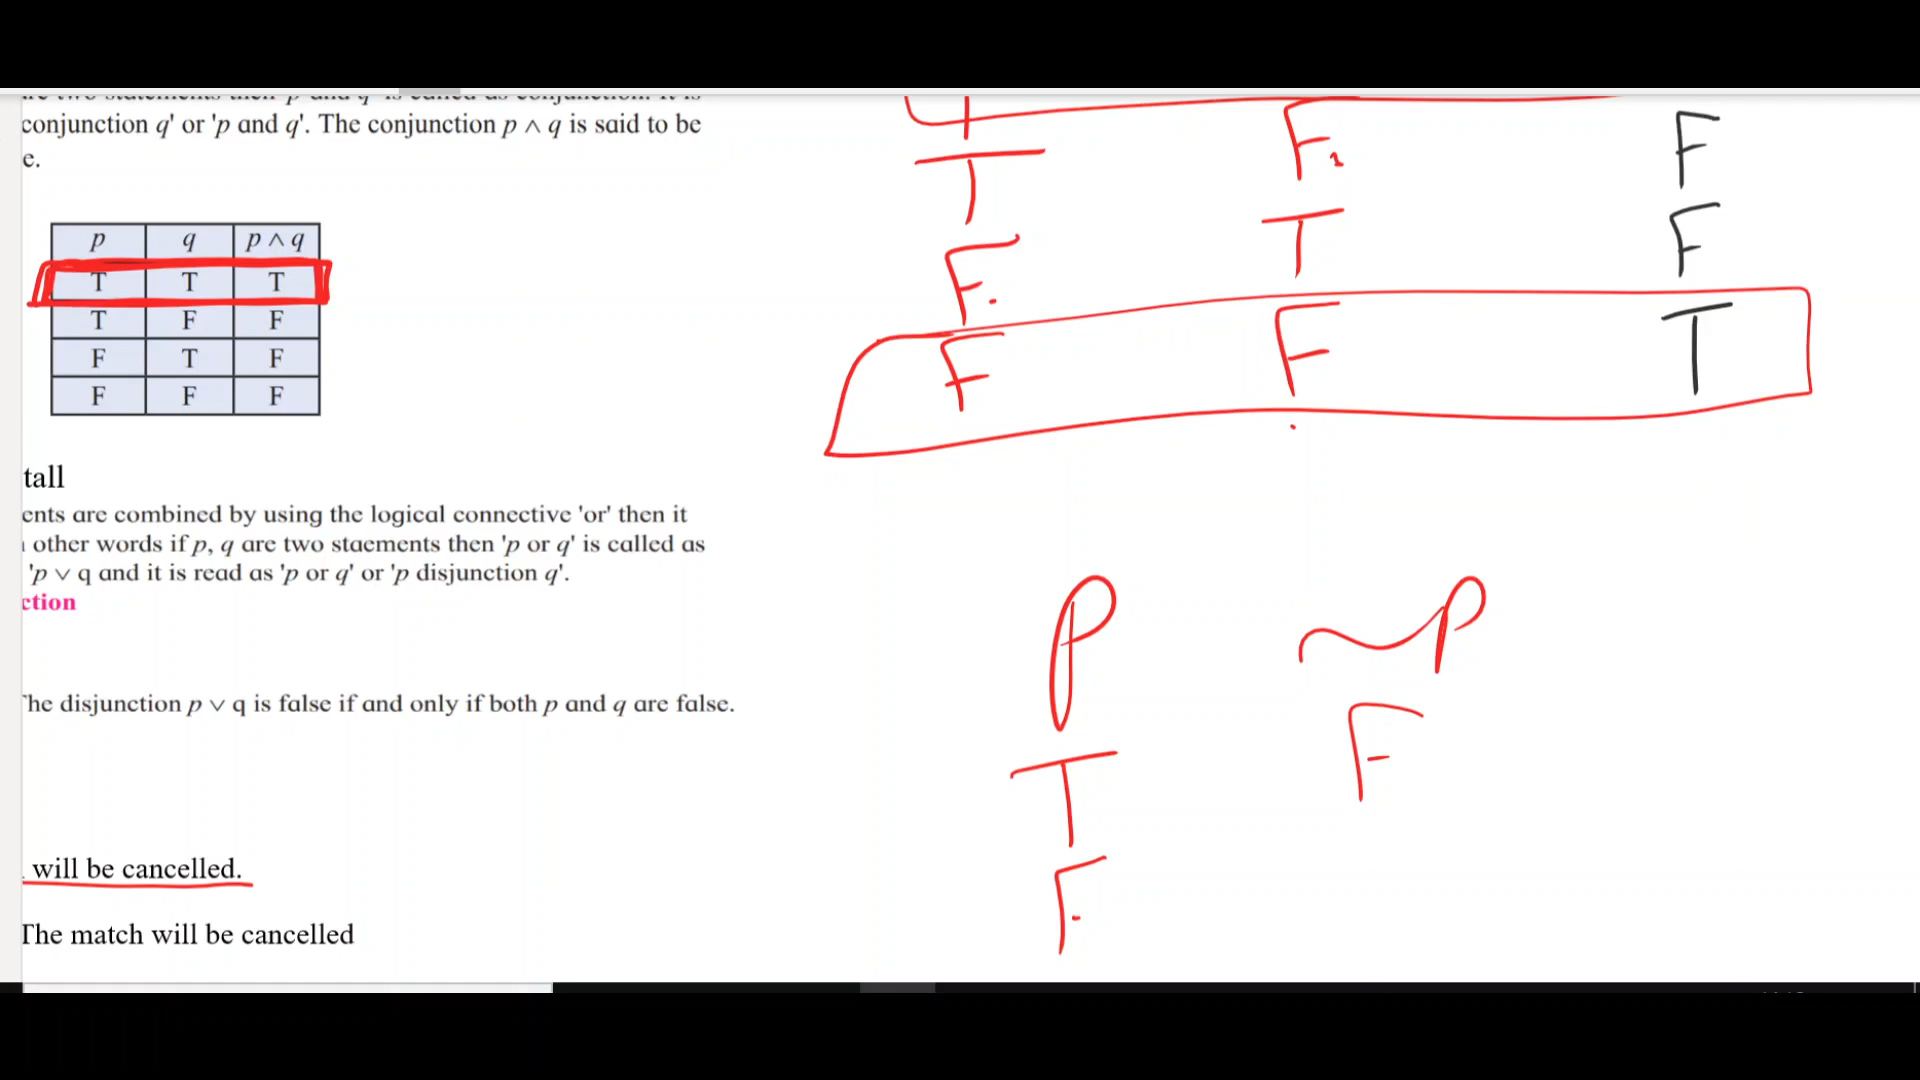 conjunction q' or 'p and q'. The conjunction p ∧ q is said to be
e.
p q p ∧ q
T T T
T F F
F T F
F F F
tall
ents are combined by using the logical connective 'or' then it
other words if p, q are two staements then 'p or q' is called as
'p ∨ q and it is read as 'p or q' or 'p disjunction q'.
ction
he disjunction p ∨ q is false if and only if both p and q are false.
will be cancelled.
The match will be cancelled
T F F
F T F
F F T
P ~P
T F
F